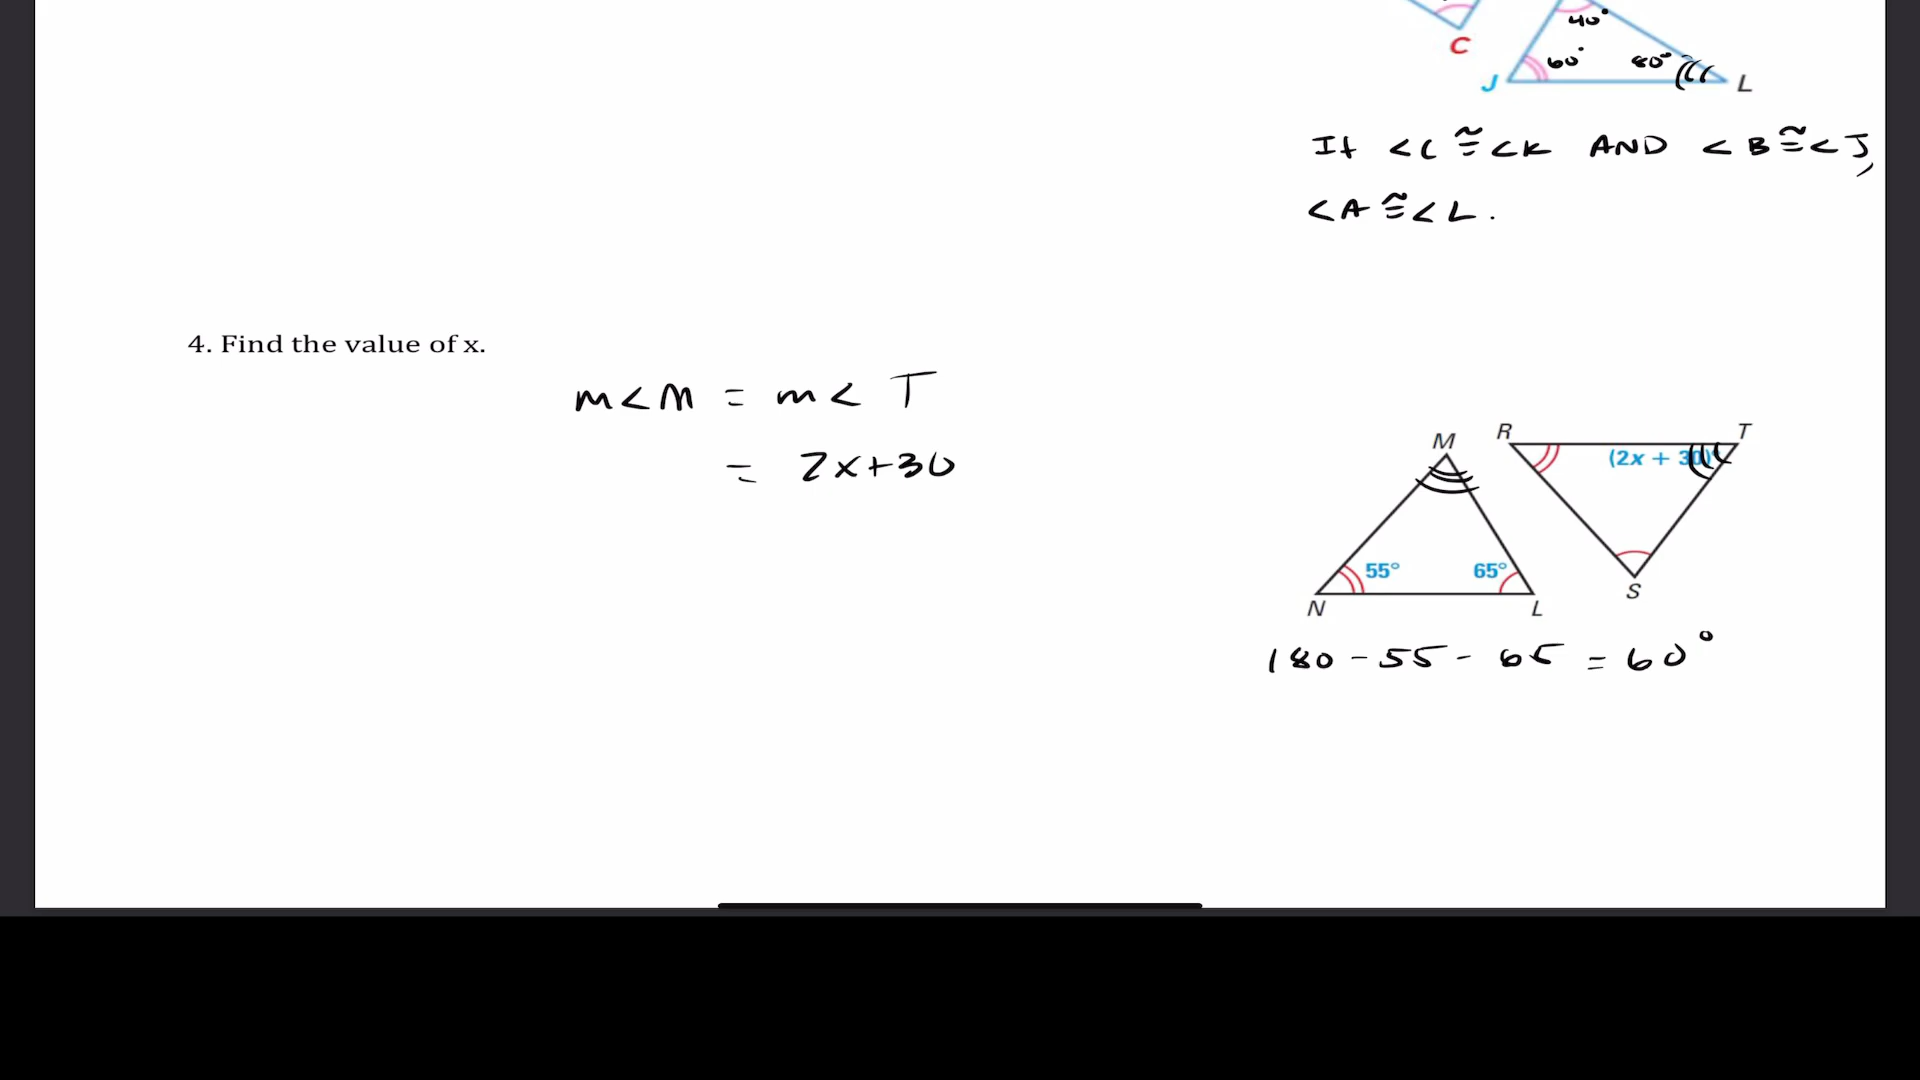 C
40°
60°
80°
J
L
If <C ≅ <K AND <B ≅ <J,
<A ≅ <L.
4. Find the value of x.
m<M = m<T
= 2x+30
M
R
T
(2x + 30)°
55°
65°
N
L
S
180 - 55 - 65 = 60°